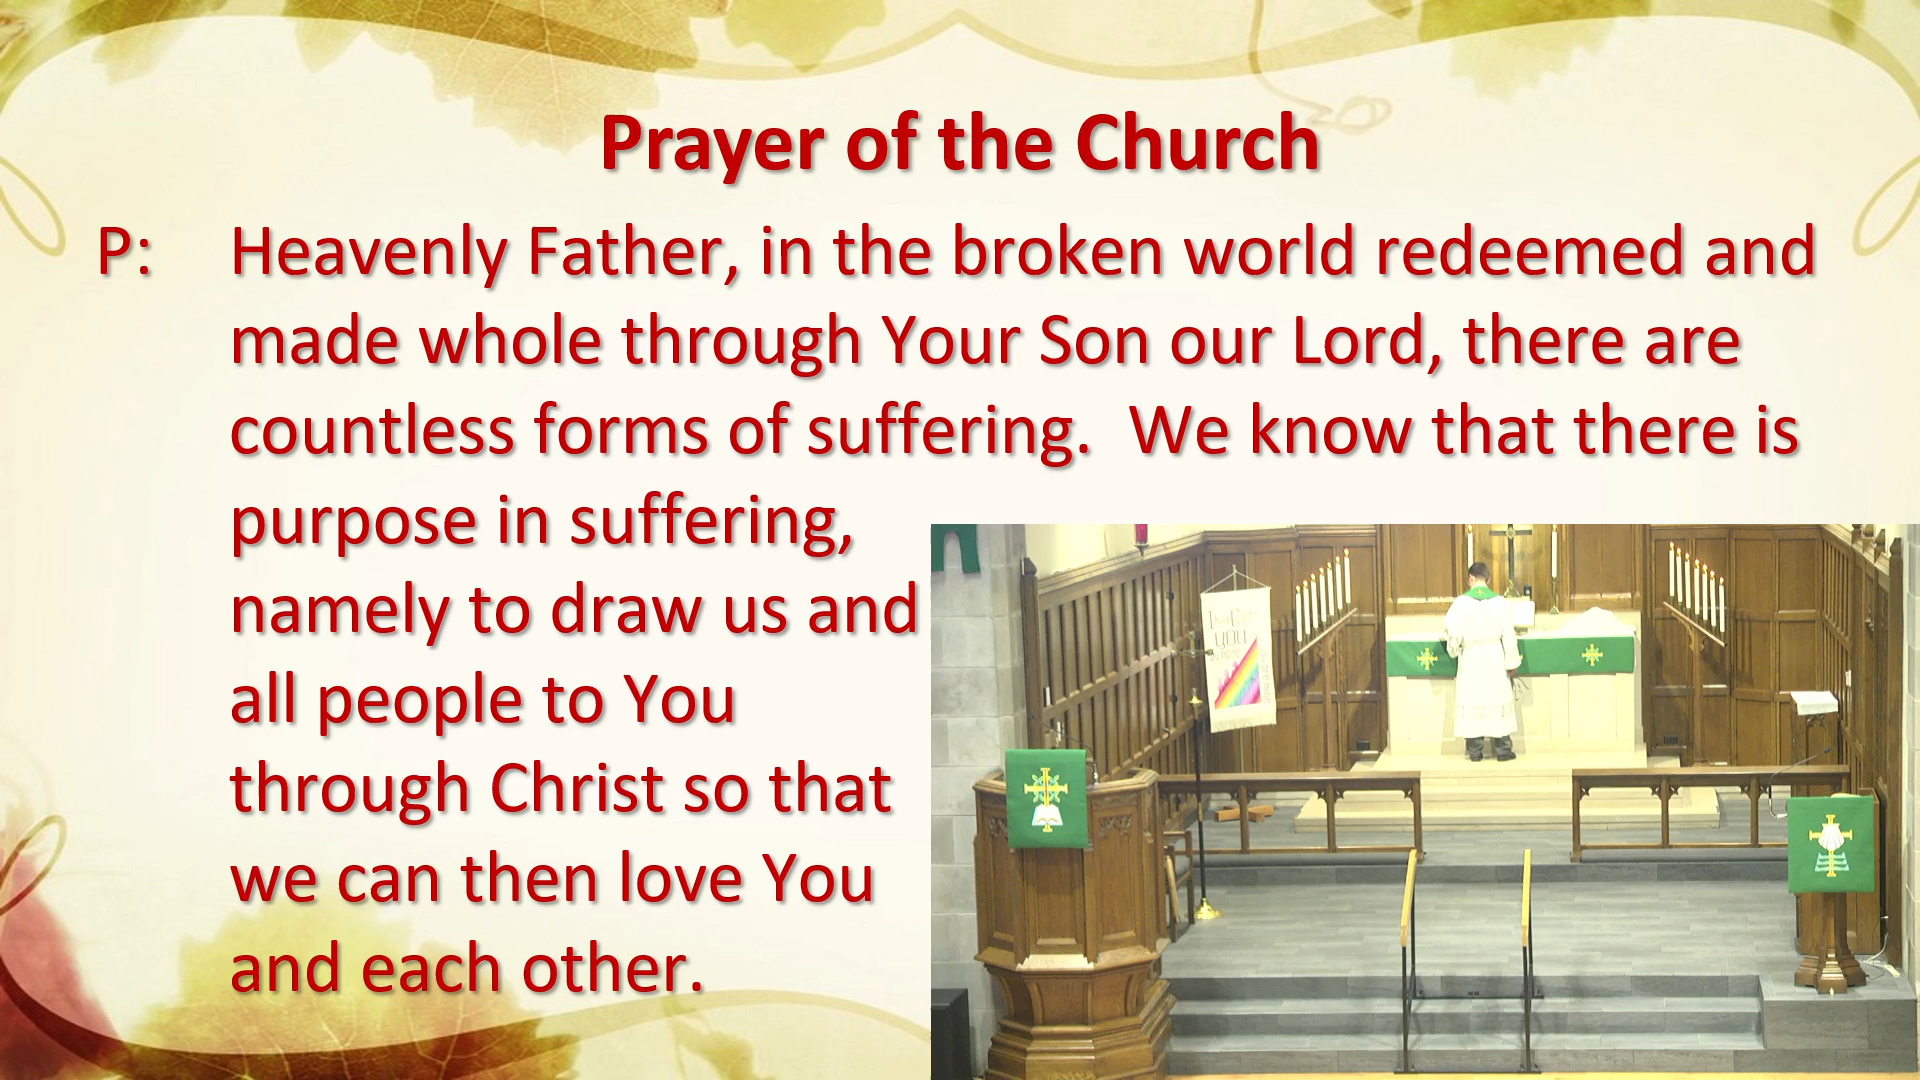 Prayer of the Church
P: Heavenly Father, in the broken world redeemed and
made whole through Your Son our Lord, there are
countless forms of suffering.  We know that there is
purpose in suffering,
namely to draw us and
all people to You
through Christ so that
we can then love You
and each other.
YOU